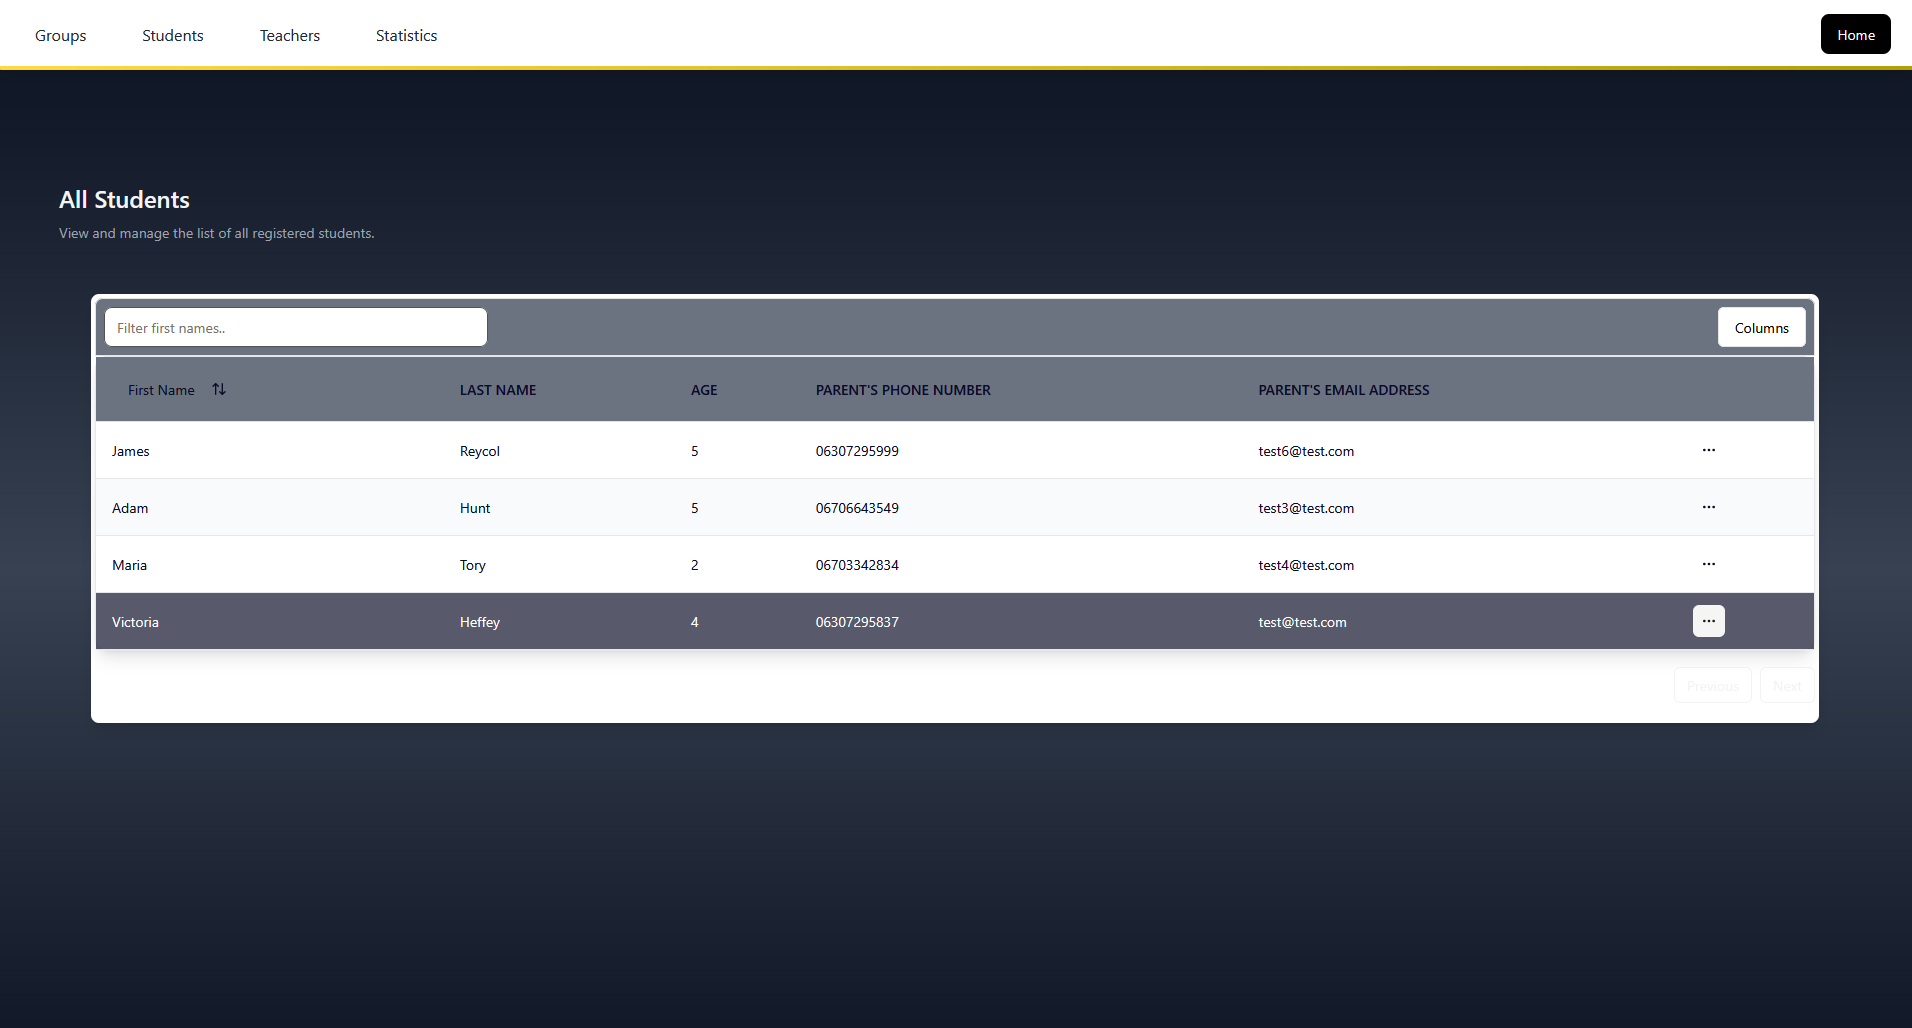 Groups Students Teachers Statistics Home
All Students
View and manage the list of all registered students.
Filter first names.. Columns
First Name LAST NAME AGE PARENT'S PHONE NUMBER PARENT'S EMAIL ADDRESS
James Reycol 5 06307295999 test6@test.com ...
Adam Hunt 5 06706643549 test3@test.com ...
Maria Tory 2 06703342834 test4@test.com ...
Victoria Heffey 4 06307295837 test@test.com ...
Previous Next